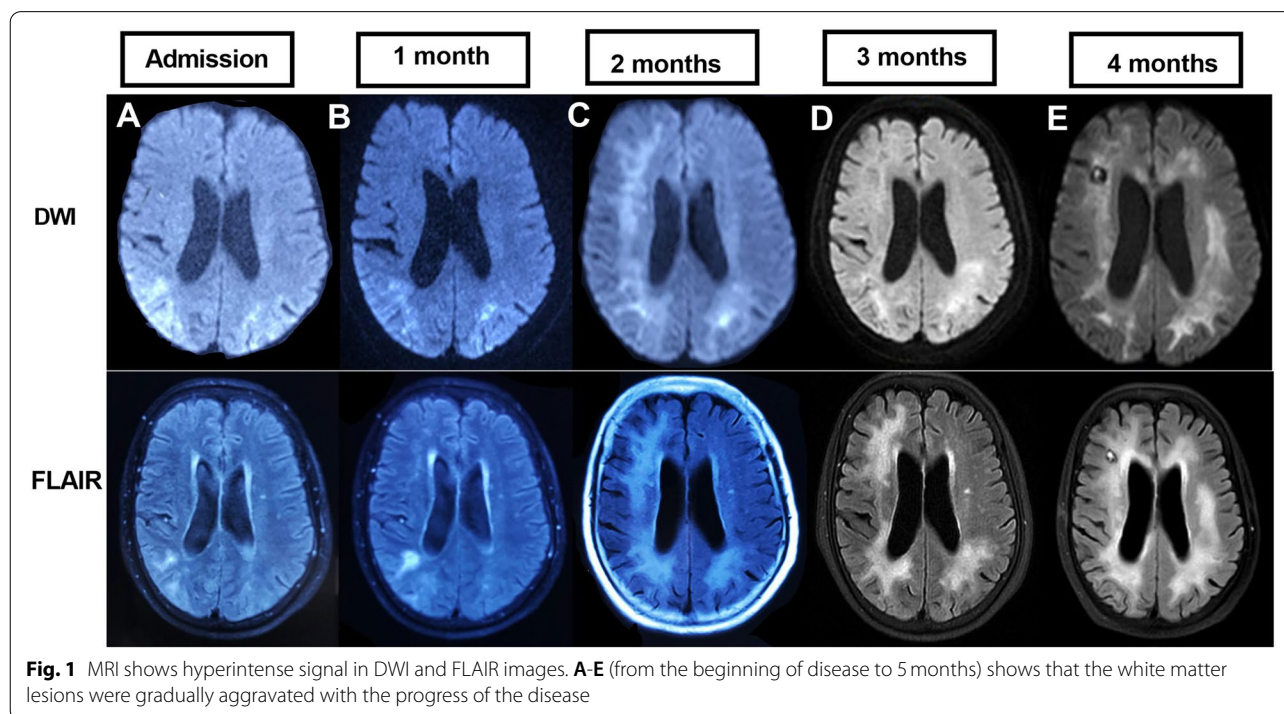 Admission
1 month
2 months
3 months
4 months
A
B
C
D
E
DWI
FLAIR
Fig. 1 MRI shows hyperintense signal in DWI and FLAIR images. A-E (from the beginning of disease to 5 months) shows that the white matter
lesions were gradually aggravated with the progress of the disease